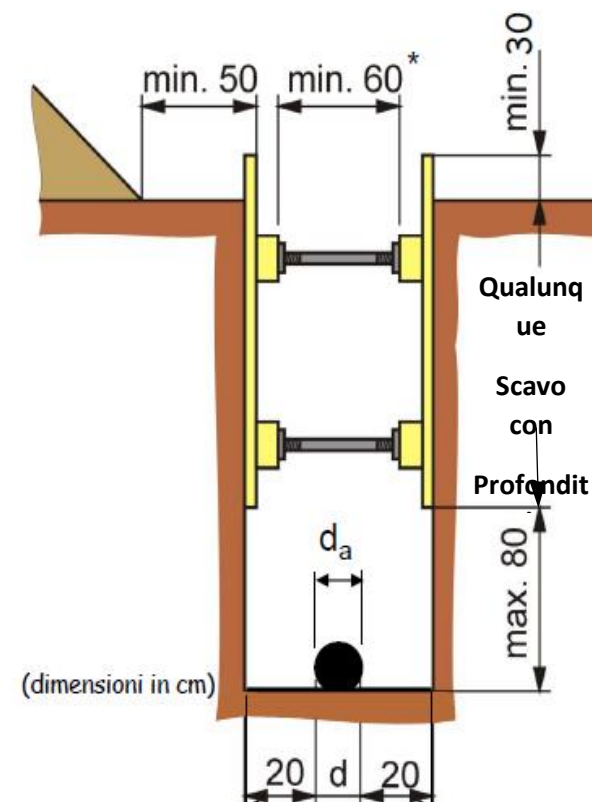 min. 50
min. 60*
min. 30
Qualunq
ue
Scavo
con
Profondit
da
max. 80
(dimensioni in cm)
20
d
20